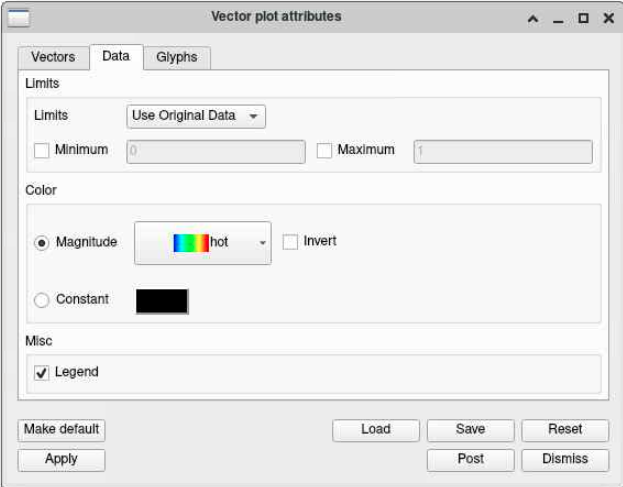 Vector plot attributes
Vectors Data Glyphs
Limits
Limits Use Original Data
Minimum 0 Maximum 1
Color
Magnitude hot Invert
Constant
Misc
Legend
Make default Load Save Reset
Apply Post Dismiss